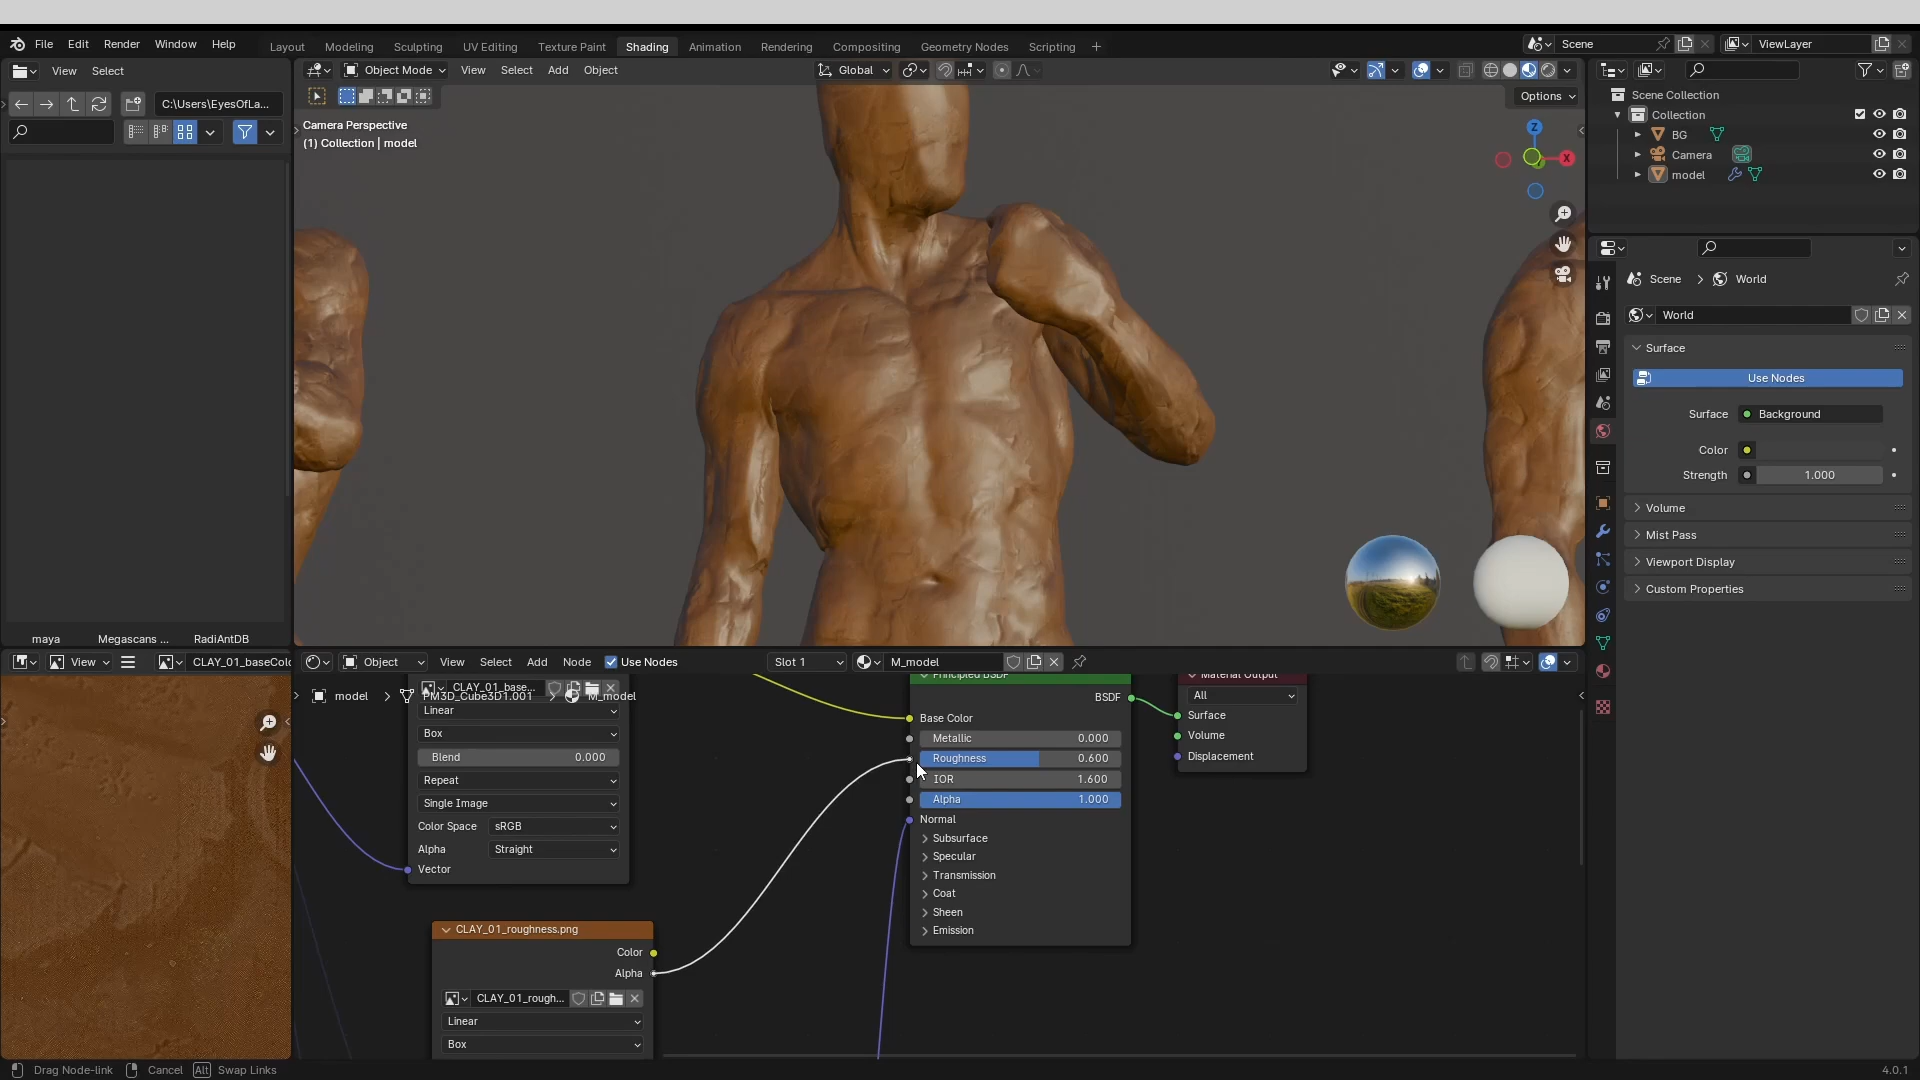 File Edit Render Window Help Layout Modeling Sculpting UV Editing Texture Paint Shading Animation Rendering Compositing Geometry Nodes Scripting + Scene ViewLayer
View Select Object Mode View Select Add Object Global
C:\Users\EyesOfLa...
Options
Camera Perspective
(1) Collection | model
Z
X
Scene Collection
Collection
BG
Camera
model
Scene > World
World
Surface
Use Nodes
Surface Background
Color
Strength 1.000
Volume
Mist Pass
Viewport Display
Custom Properties
maya Megascans ... RadiAntDB
View CLAY_01_baseColo
Object View Select Add Node Use Nodes Slot 1 M_model
CLAY_01_base...
model > PM3D_Cube3D1.001 > M_model
Linear
Box
Blend 0.000
Repeat
Single Image
Color Space sRGB
Alpha Straight
Vector
CLAY_01_roughness.png
Color
Alpha
CLAY_01_rough...
Linear
Box
Principled BSDF
BSDF
Base Color
Metallic 0.000
Roughness 0.600
IOR 1.600
Alpha 1.000
Normal
Subsurface
Specular
Transmission
Coat
Sheen
Emission
Material Output
All
Surface
Volume
Displacement
Drag Node-link Cancel Alt Swap Links 4.0.1